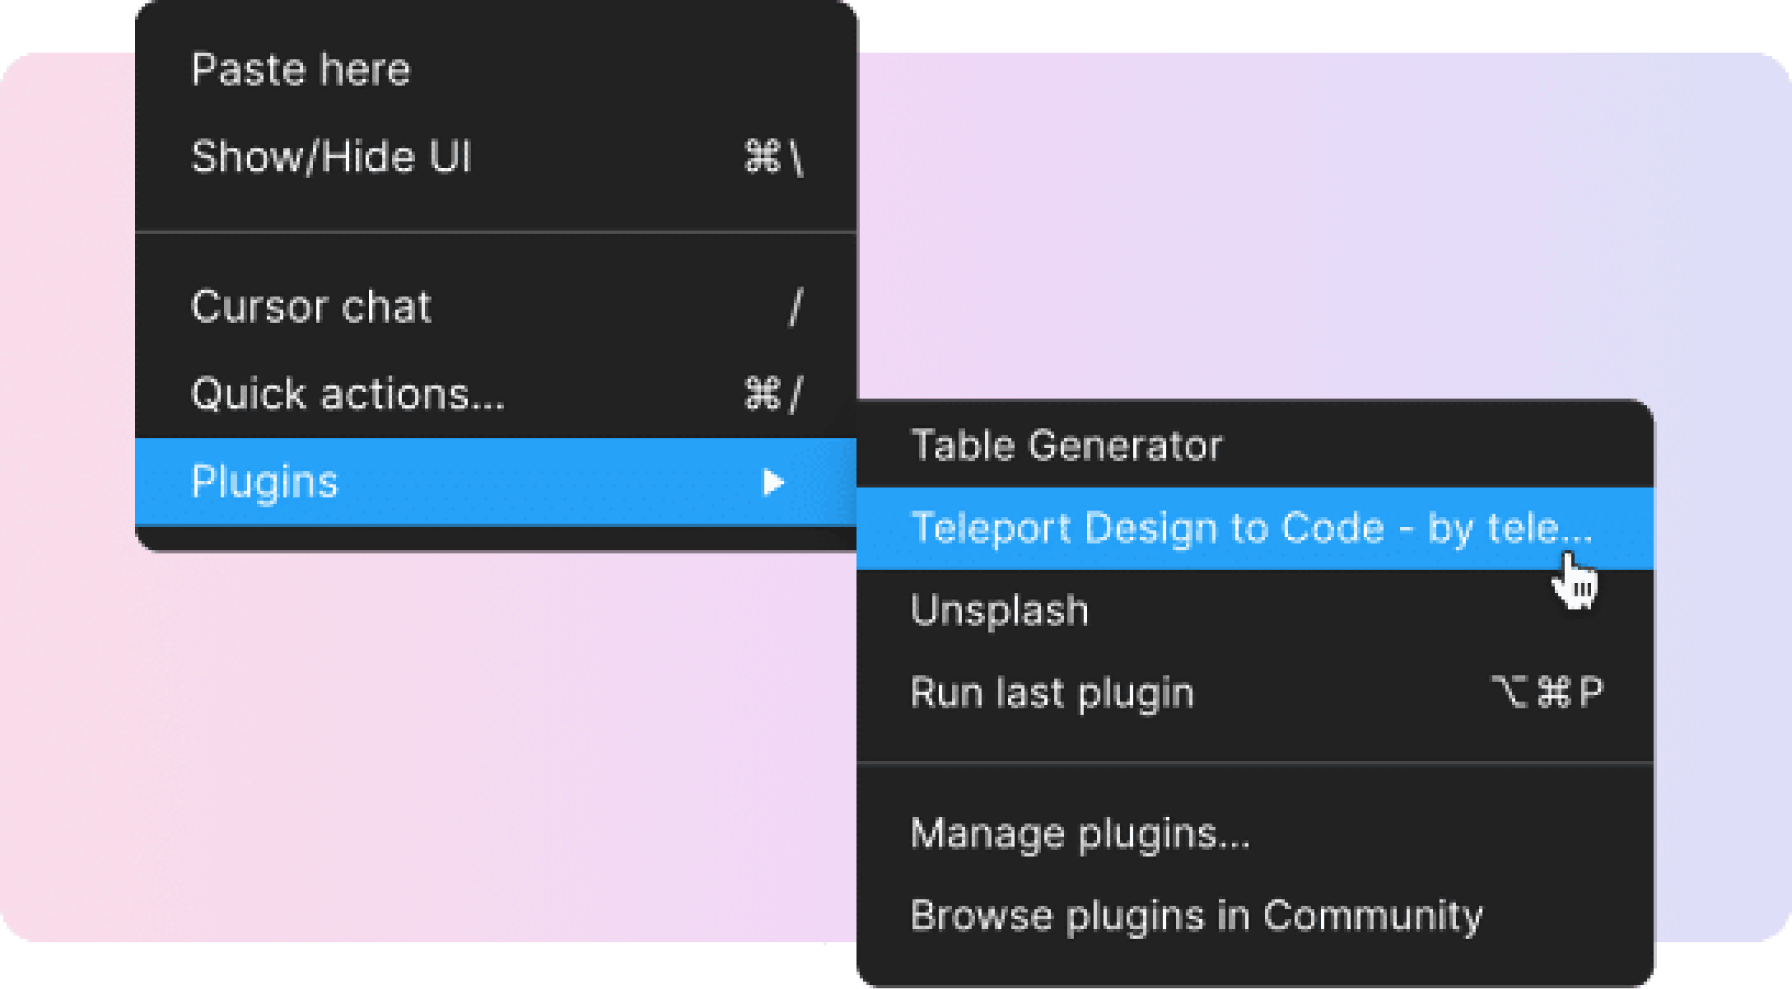 Paste here
Show/Hide UI ⌘\
Cursor chat /
Quick actions... ⌘/
Plugins ▶
Table Generator
Teleport Design to Code - by tele...
Unsplash
Run last plugin ⌥⌘P
Manage plugins...
Browse plugins in Community